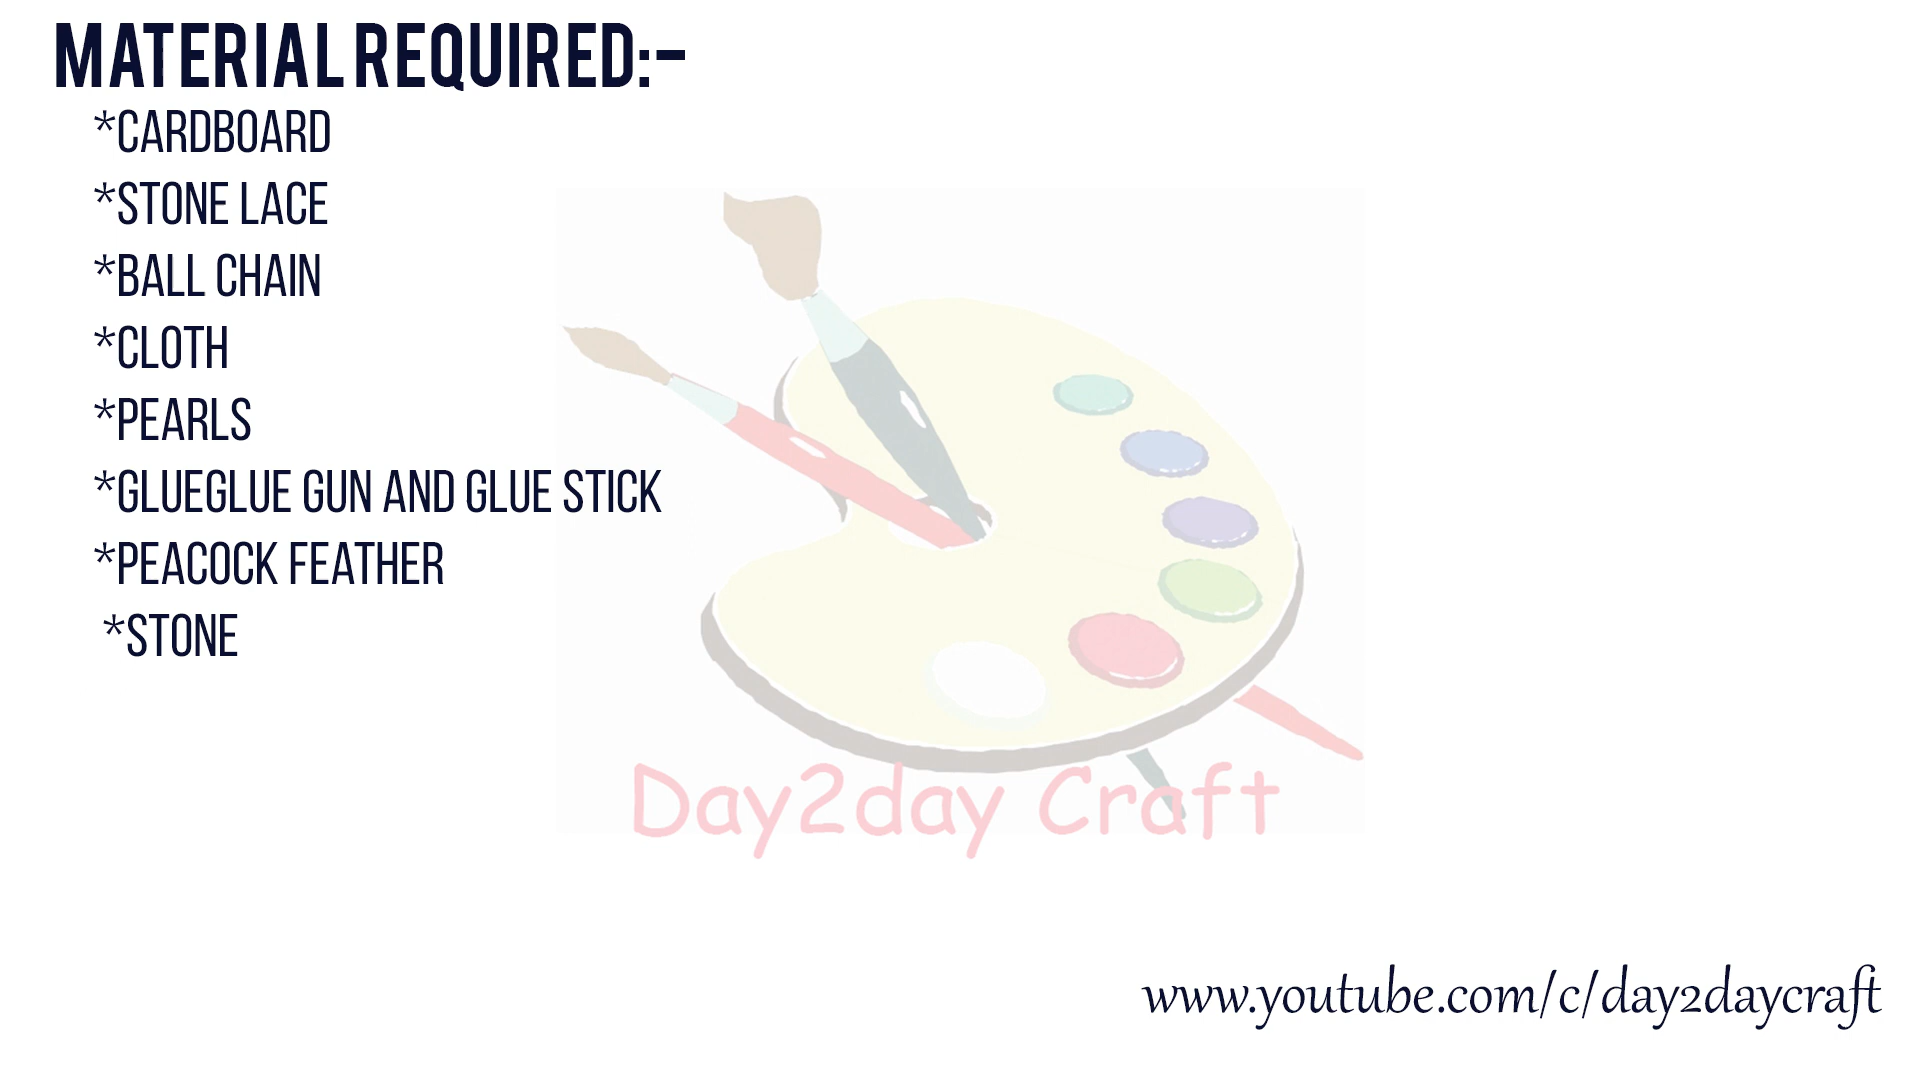 MATERIAL REQUIRED:-
*CARDBOARD
*STONE LACE
*BALL CHAIN
*CLOTH
*PEARLS
*GLUEGLUE GUN AND GLUE STICK
*PEACOCK FEATHER
*STONE
Day2day Craft
www.youtube.com/c/day2daycraft